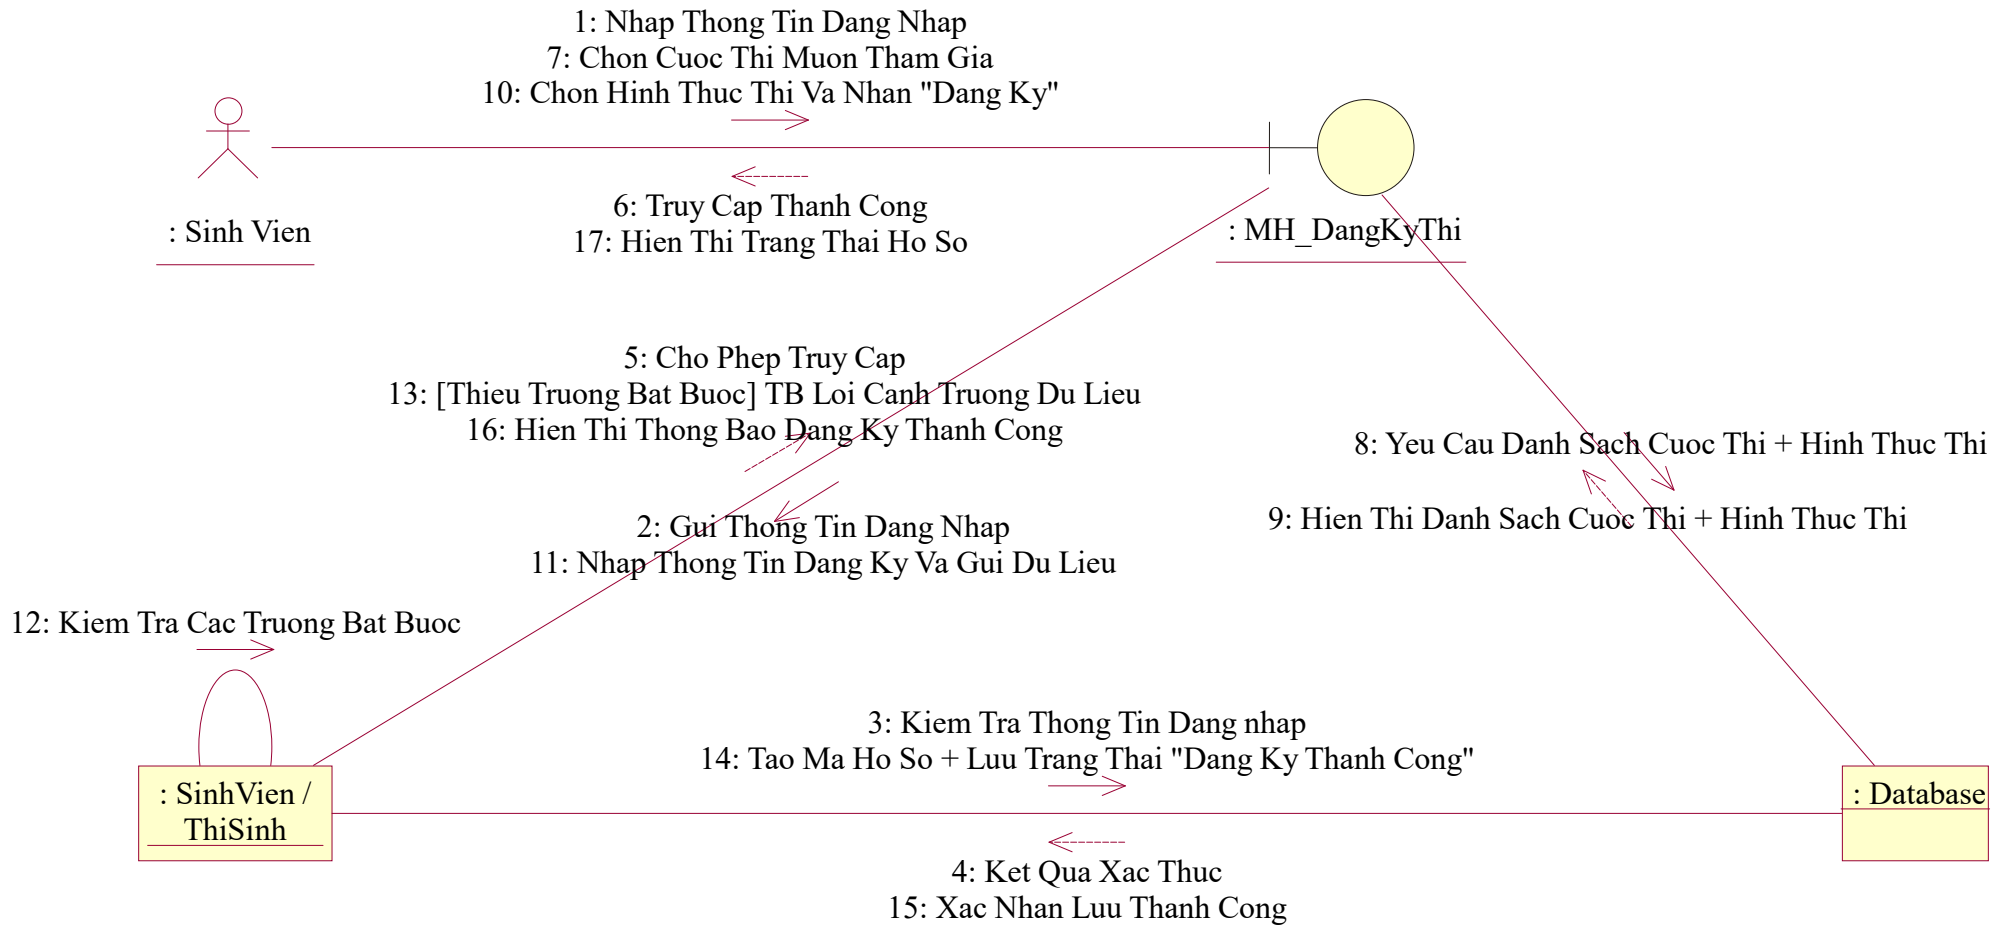 1: Nhap Thong Tin Dang Nhap
7: Chon Cuoc Thi Muon Tham Gia
10: Chon Hinh Thuc Thi Va Nhan "Dang Ky"
6: Truy Cap Thanh Cong
17: Hien Thi Trang Thai Ho So
: Sinh Vien
: MH_DangKyThi
5: Cho Phep Truy Cap
13: [Thieu Truong Bat Buoc] TB Loi Canh Truong Du Lieu
16: Hien Thi Thong Bao Dang Ky Thanh Cong
8: Yeu Cau Danh Sach Cuoc Thi + Hinh Thuc Thi
9: Hien Thi Danh Sach Cuoc Thi + Hinh Thuc Thi
2: Gui Thong Tin Dang Nhap
11: Nhap Thong Tin Dang Ky Va Gui Du Lieu
12: Kiem Tra Cac Truong Bat Buoc
3: Kiem Tra Thong Tin Dang nhap
14: Tao Ma Ho So + Luu Trang Thai "Dang Ky Thanh Cong"
: SinhVien /
ThiSinh
: Database
4: Ket Qua Xac Thuc
15: Xac Nhan Luu Thanh Cong